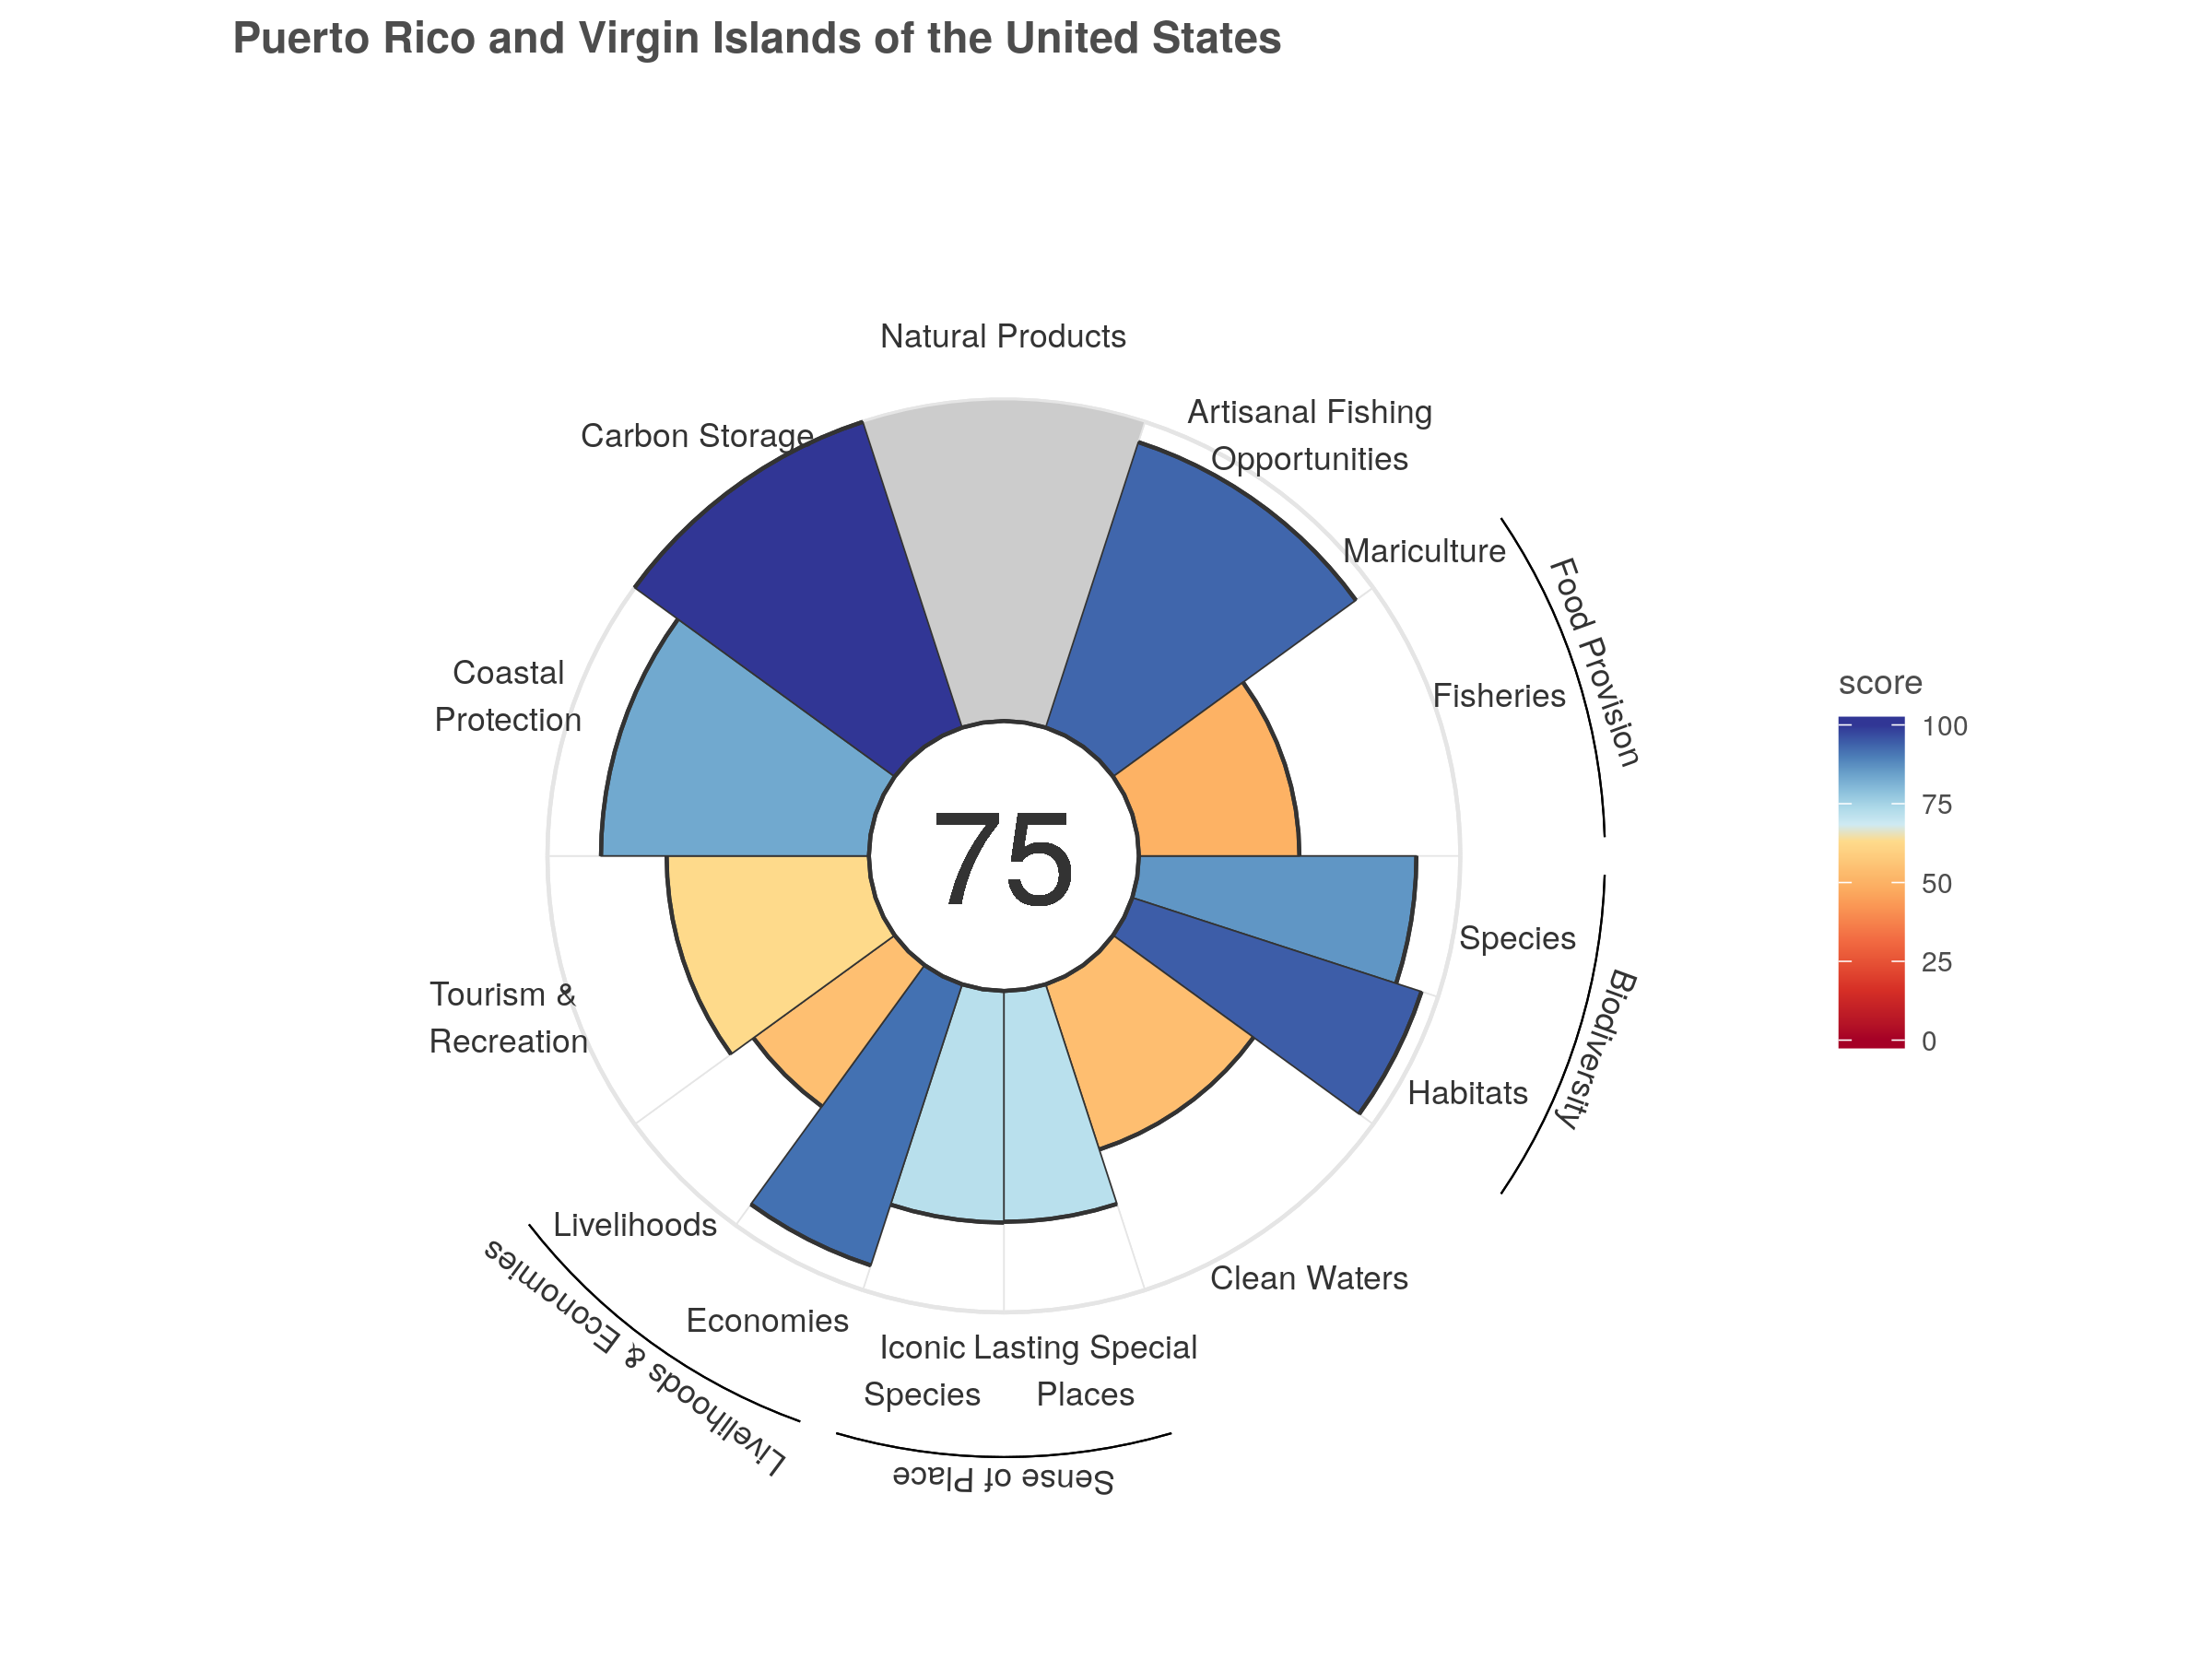 Puerto Rico and Virgin Islands of the United States
Natural Products
Artisanal Fishing
Opportunities
Carbon Storage
Mariculture
Food Provision
Fisheries
Coastal
Protection
score
100
75
50
25
0
75
Species
Biodiversity
Habitats
Tourism &
Recreation
Livelihoods
Clean Waters
Economies
Iconic
Species
Lasting Special
Places
Livelihoods & Economies
Sense of Place